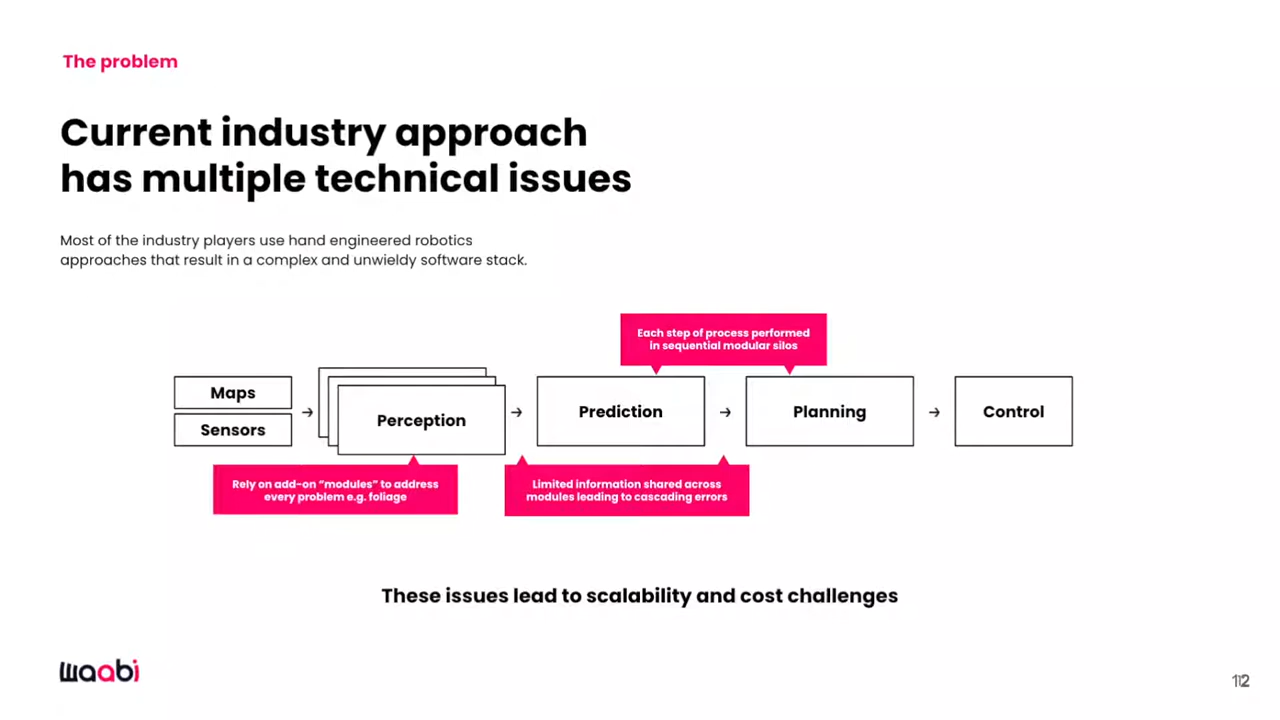 The problem
Current industry approach
has multiple technical issues
Most of the industry players use hand engineered robotics
approaches that result in a complex and unwieldy software stack.
Each step of process performed
in sequential modular silos
Maps
Sensors
→
Perception
→
Prediction
→
Planning
→
Control
Rely on add-on “modules” to address
every problem e.g. foliage
Limited information shared across
modules leading to cascading errors
These issues lead to scalability and cost challenges
waabi